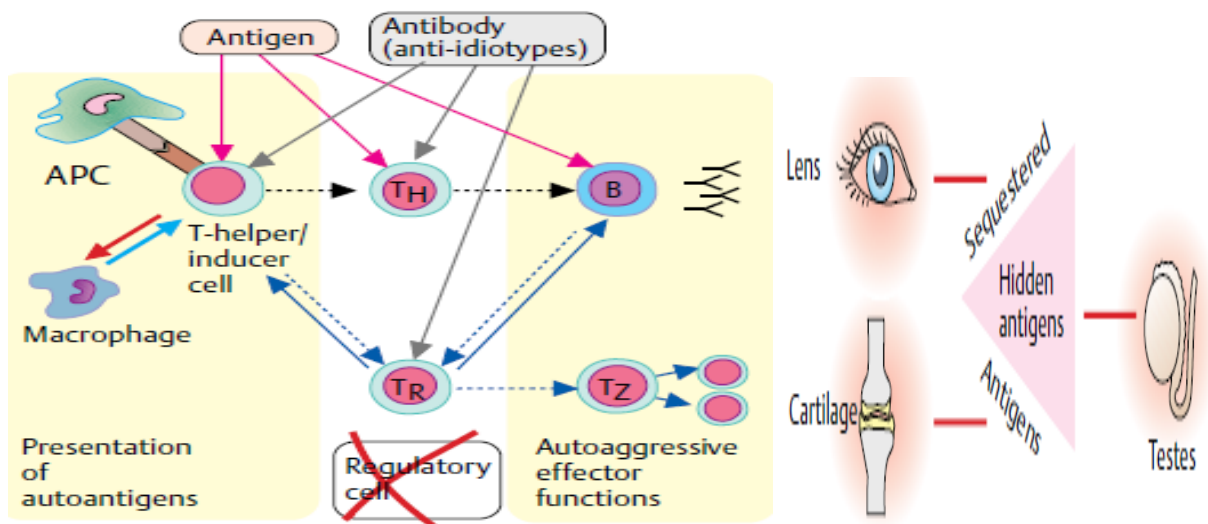 Antigen
Antibody
(anti-idiotypes)
APC
T-helper/
inducer
cell
Macrophage
TH
B
TR
TZ
Presentation
of
autoantigens
Regulatory
cell
Autoaggressive
effector
functions
Lens
Sequestered
Hidden
antigens
Antigens
Cartilage
Testes